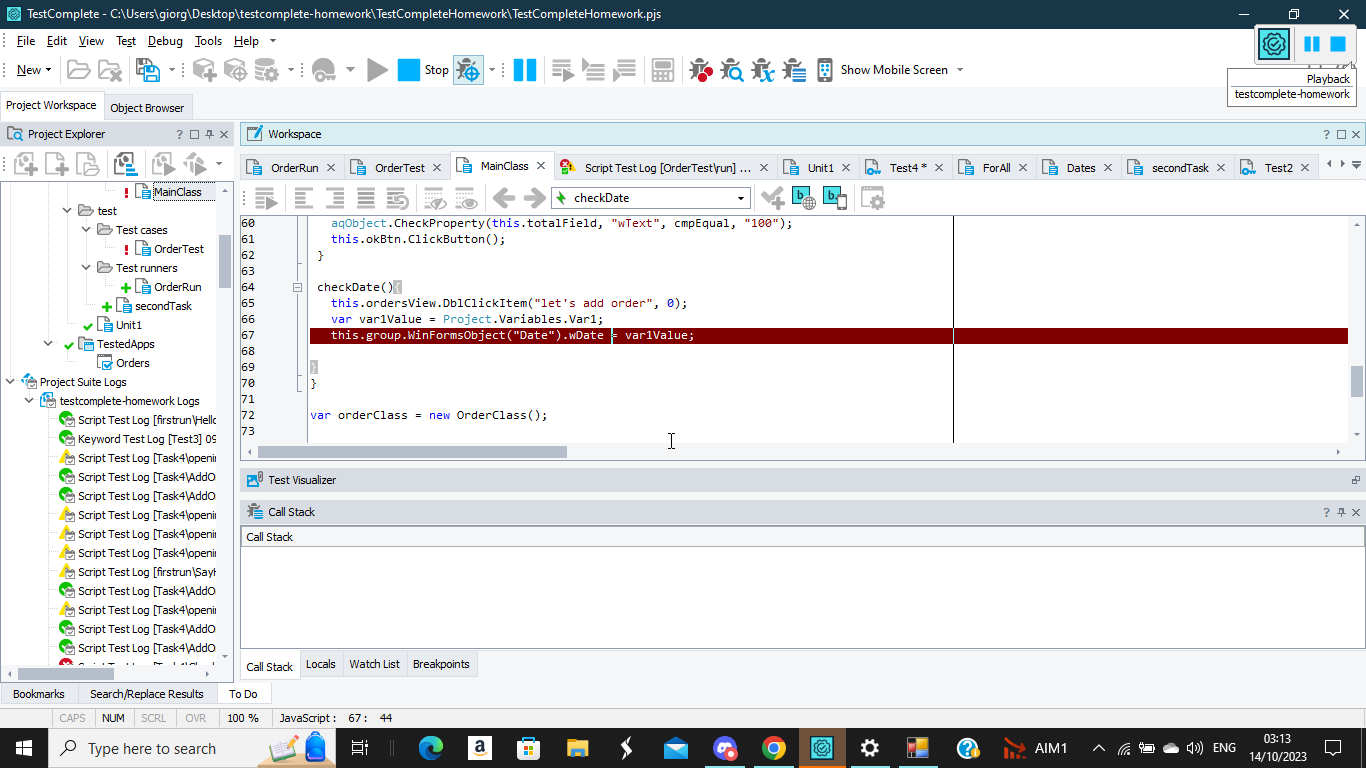 TestComplete - C:\Users\giorg\Desktop\testcomplete-homework\TestCompleteHomework\TestCompleteHomework.pjs
File Edit View Test Debug Tools Help
New Stop Show Mobile Screen
Playback
testcomplete-homework
Project Workspace Object Browser
Project Explorer ?
Workspace ?
OrderRun OrderTest MainClass Script Test Log [OrderTest\run] ... Unit1 Test4 * ForAll Dates secondTask Test2
checkDate
MainClass
test
Test cases
OrderTest
Test runners
OrderRun
secondTask
Unit1
TestedApps
Orders
Project Suite Logs
testcomplete-homework Logs
Script Test Log [firstrun\Hello
Keyword Test Log [Test3] 09
Script Test Log [Task4\openi
Script Test Log [Task4\AddO
Script Test Log [Task4\AddO
Script Test Log [Task4\openi
Script Test Log [Task4\openi
Script Test Log [Task4\openi
Script Test Log [firstrun\SayH
Script Test Log [Task4\AddO
Script Test Log [Task4\openi
Script Test Log [Task4\AddO
Script Test Log [Task4\AddO
60 aqObject.CheckProperty(this.totalField, "wText", cmpEqual, "100");
61 this.okBtn.ClickButton();
62 }
63
64 checkDate(){
65 this.ordersView.DblClickItem("let's add order", 0);
66 var var1Value = Project.Variables.Var1;
67 this.group.WinFormsObject("Date").wDate = var1Value;
68
69 }
70 }
71
72 var orderClass = new OrderClass();
73
Test Visualizer
Call Stack ?
Call Stack
Call Stack Locals Watch List Breakpoints
Bookmarks Search/Replace Results To Do
CAPS NUM SCRL OVR 100 % JavaScript : 67 : 44
Type here to search
AIM1 ENG
03:13
14/10/2023